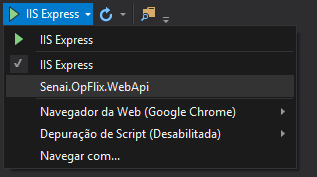 IIS Express
IIS Express
IIS Express
Senai.OpFlix.WebApi
Navegador da Web (Google Chrome)
Depuração de Script (Desabilitada)
Navegar com...